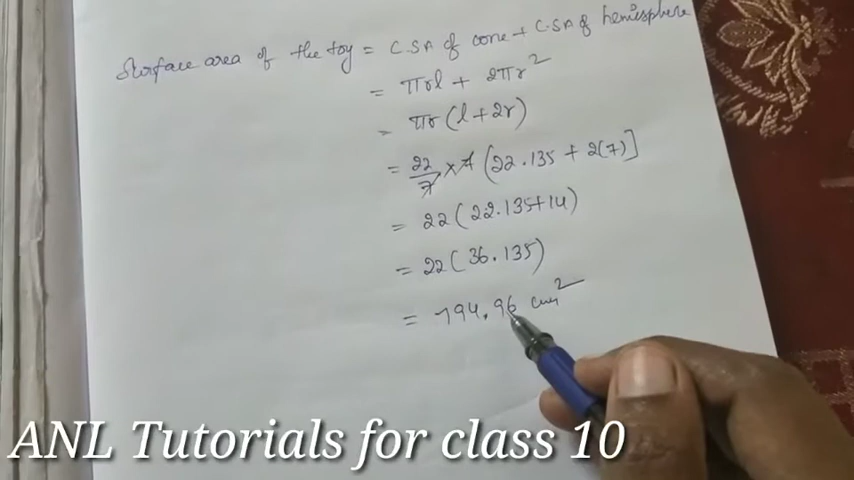 Surface area of the toy = C.S.A of cone + C.S.A of hemisphere
= πrl + 2πr²
= πr(l+2r)
= 22/7 × 7 (22.135 + 2(7)]
= 22(22.135+14)
= 22(36.135)
= 794.96 cm²
ANL Tutorials for class 10